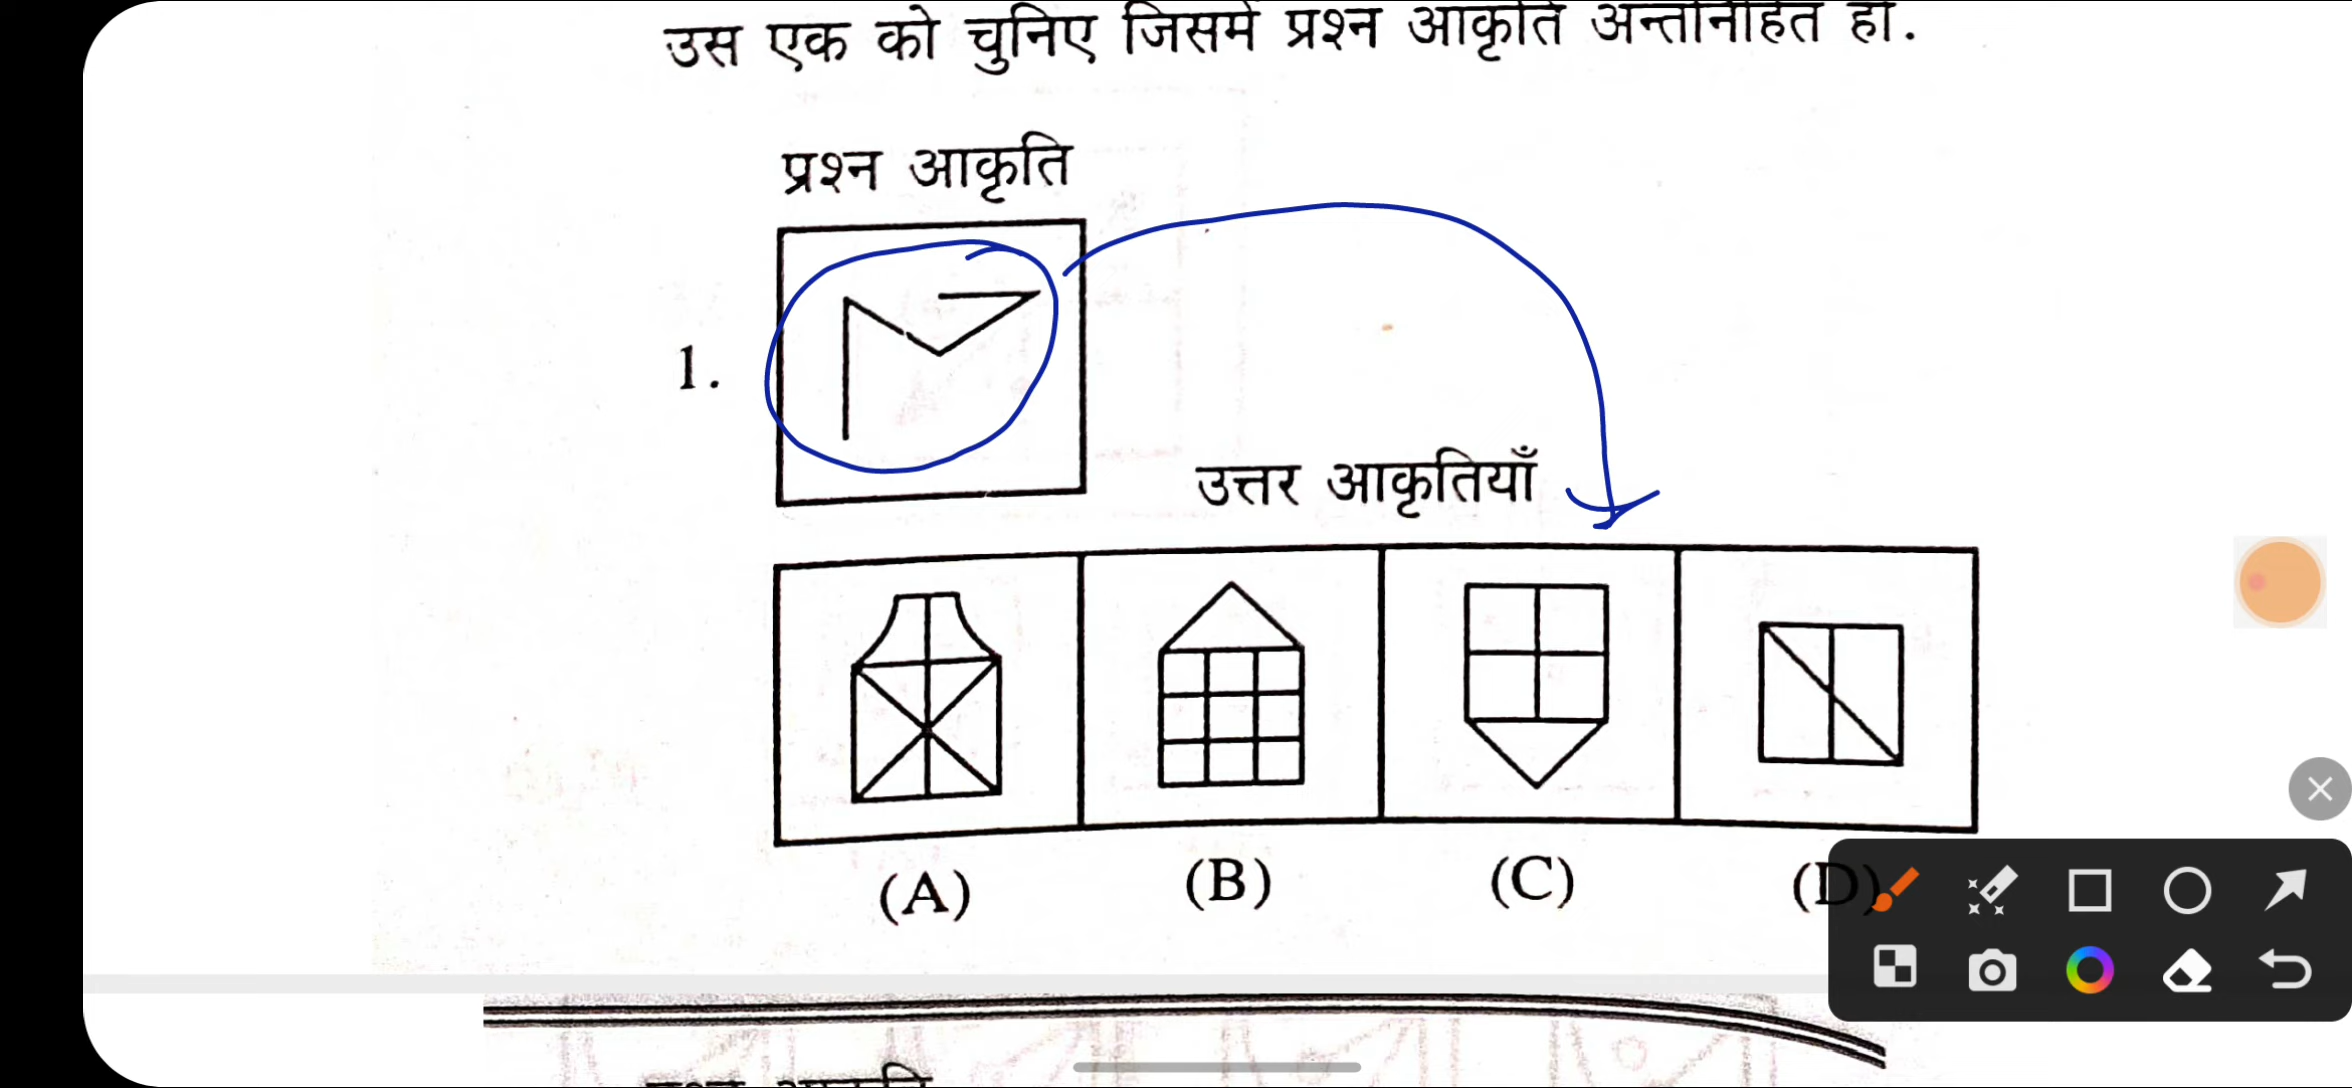 उस एक को चुनिए जिसमें प्रश्न आकृति अन्तर्निहित हो.
प्रश्न आकृति
1.
उत्तर आकृतियाँ
(A) (B) (C) (D)